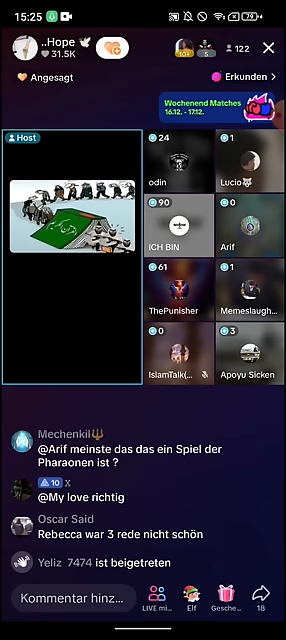 15:25
79
..Hope 🕊
31.5K
10+
5
122
Angesagt
Erkunden >
Wochenend Matches
16.12. - 17.12.
Host
24
odin
1
Lucio🐺
90
ICH BIN
0
Arif
61
ThePunisher
1
Memeslaugh...
0
IslamTalk(...
3
Apoyu Sicken
Mechenkil🔱
@Arif meinste das das ein Spiel der
Pharaonen ist ?
10 X
@My love richtig
Oscar Said
Rebecca war 3 rede nicht schön
Yeliz 7474 ist beigetreten
Kommentar hinz...
LIVE mi...
Elf
Gesche...
18